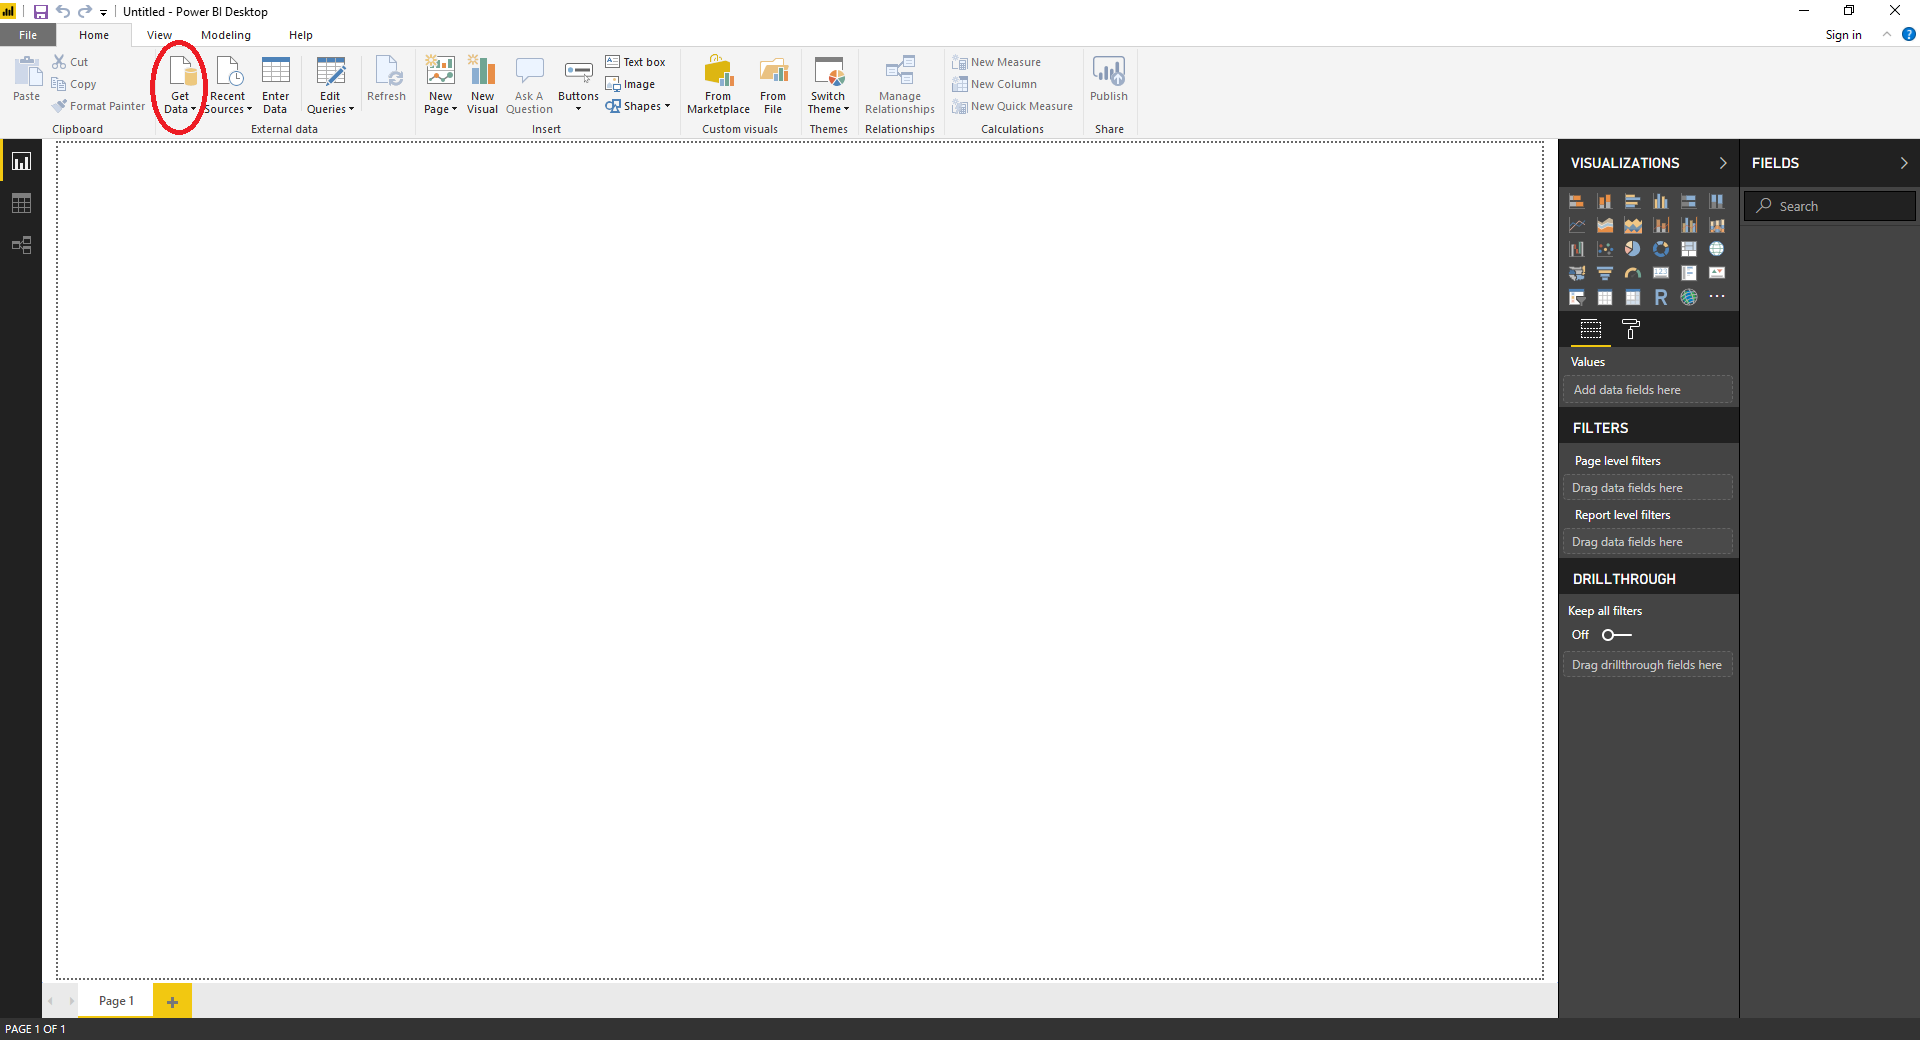 Untitled - Power BI Desktop
File Home View Modeling Help Sign in
Paste
Cut
Copy
Format Painter
Clipboard
Get Data
Recent Sources
Enter Data
Edit Queries
Refresh
External data
New Page
New Visual
Ask A Question
Buttons
Text box
Image
Shapes
Insert
From Marketplace
From File
Custom visuals
Switch Theme
Themes
Manage Relationships
Relationships
New Measure
New Column
New Quick Measure
Calculations
Publish
Share
VISUALIZATIONS
R
Values
Add data fields here
FILTERS
Page level filters
Drag data fields here
Report level filters
Drag data fields here
DRILLTHROUGH
Keep all filters
Off
Drag drillthrough fields here
FIELDS
Search
Page 1
PAGE 1 OF 1